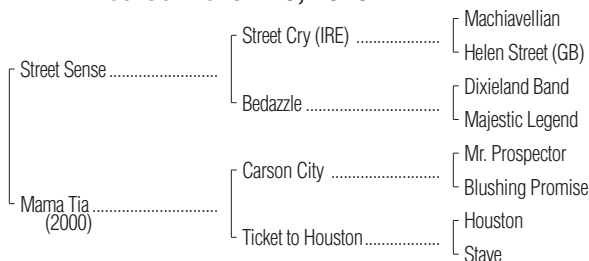 Machiavellian
Street Cry (IRE) .....................
Helen Street (GB)
Street Sense ...........................
Dixieland Band
Bedazzle .................................
Majestic Legend
Mr. Prospector
Carson City ...........................
Blushing Promise
Mama Tia ...............................
(2000)
Houston
Ticket to Houston ..................
Stave